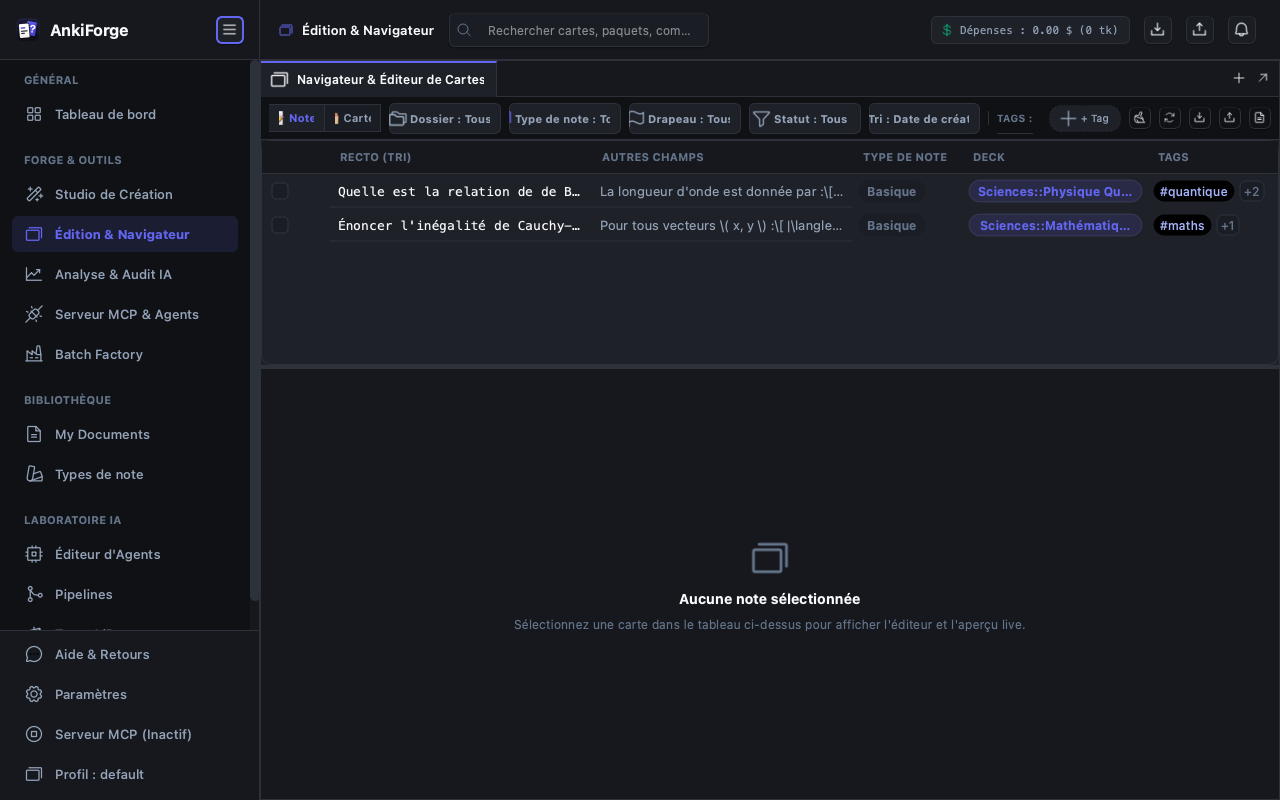 AnkiForge
Édition & Navigateur
Rechercher cartes, paquets, com...
Dépenses : 0.00 $ (0 tk)
GÉNÉRAL
Tableau de bord
FORGE & OUTILS
Studio de Création
Édition & Navigateur
Analyse & Audit IA
Serveur MCP & Agents
Batch Factory
BIBLIOTHÈQUE
My Documents
Types de note
LABORATOIRE IA
Éditeur d'Agents
Pipelines
Aide & Retours
Paramètres
Serveur MCP (Inactif)
Profil : default
Navigateur & Éditeur de Cartes
Note Carte Dossier : Tous Type de note : To Drapeau : Tous Statut : Tous Tri : Date de créat TAGS : + Tag
RECTO (TRI) AUTRES CHAMPS TYPE DE NOTE DECK TAGS
Quelle est la relation de de B… La longueur d'onde est donnée par :\[... Basique Sciences::Physique Qu... #quantique +2
Énoncer l'inégalité de Cauchy–… Pour tous vecteurs \( x, y \) :\[ |\langle... Basique Sciences::Mathématiq... #maths +1
Aucune note sélectionnée
Sélectionnez une carte dans le tableau ci-dessus pour afficher l'éditeur et l'aperçu live.